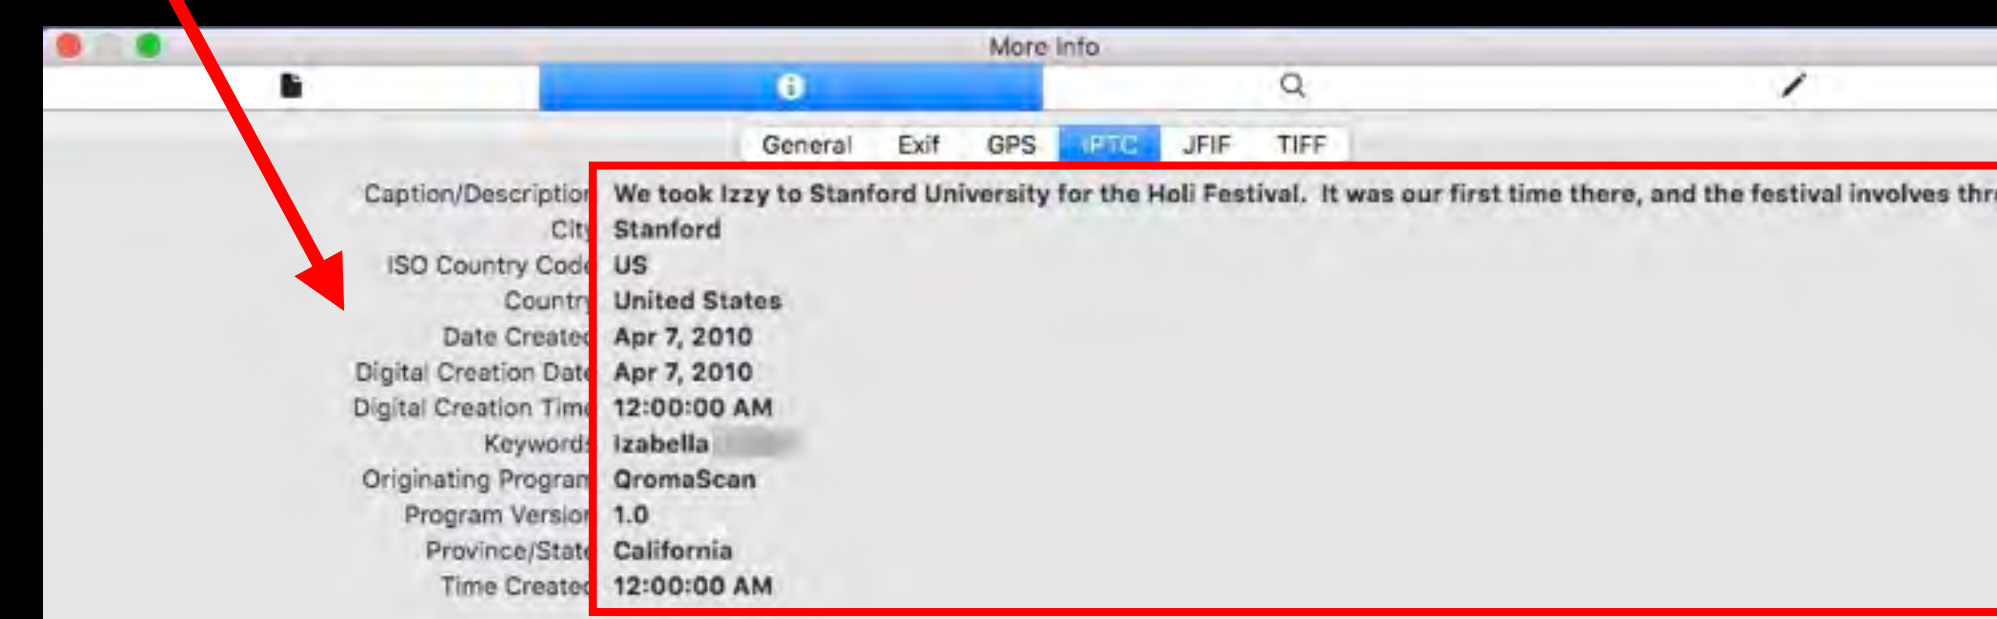 More Info
General Exif GPS IPTC JFIF TIFF
Caption/Description We took Izzy to Stanford University for the Holi Festival. It was our first time there, and the festival involves thr
City Stanford
ISO Country Code US
Country United States
Date Created Apr 7, 2010
Digital Creation Date Apr 7, 2010
Digital Creation Time 12:00:00 AM
Keywords Izabella
Originating Program QromaScan
Program Version 1.0
Province/State California
Time Created 12:00:00 AM